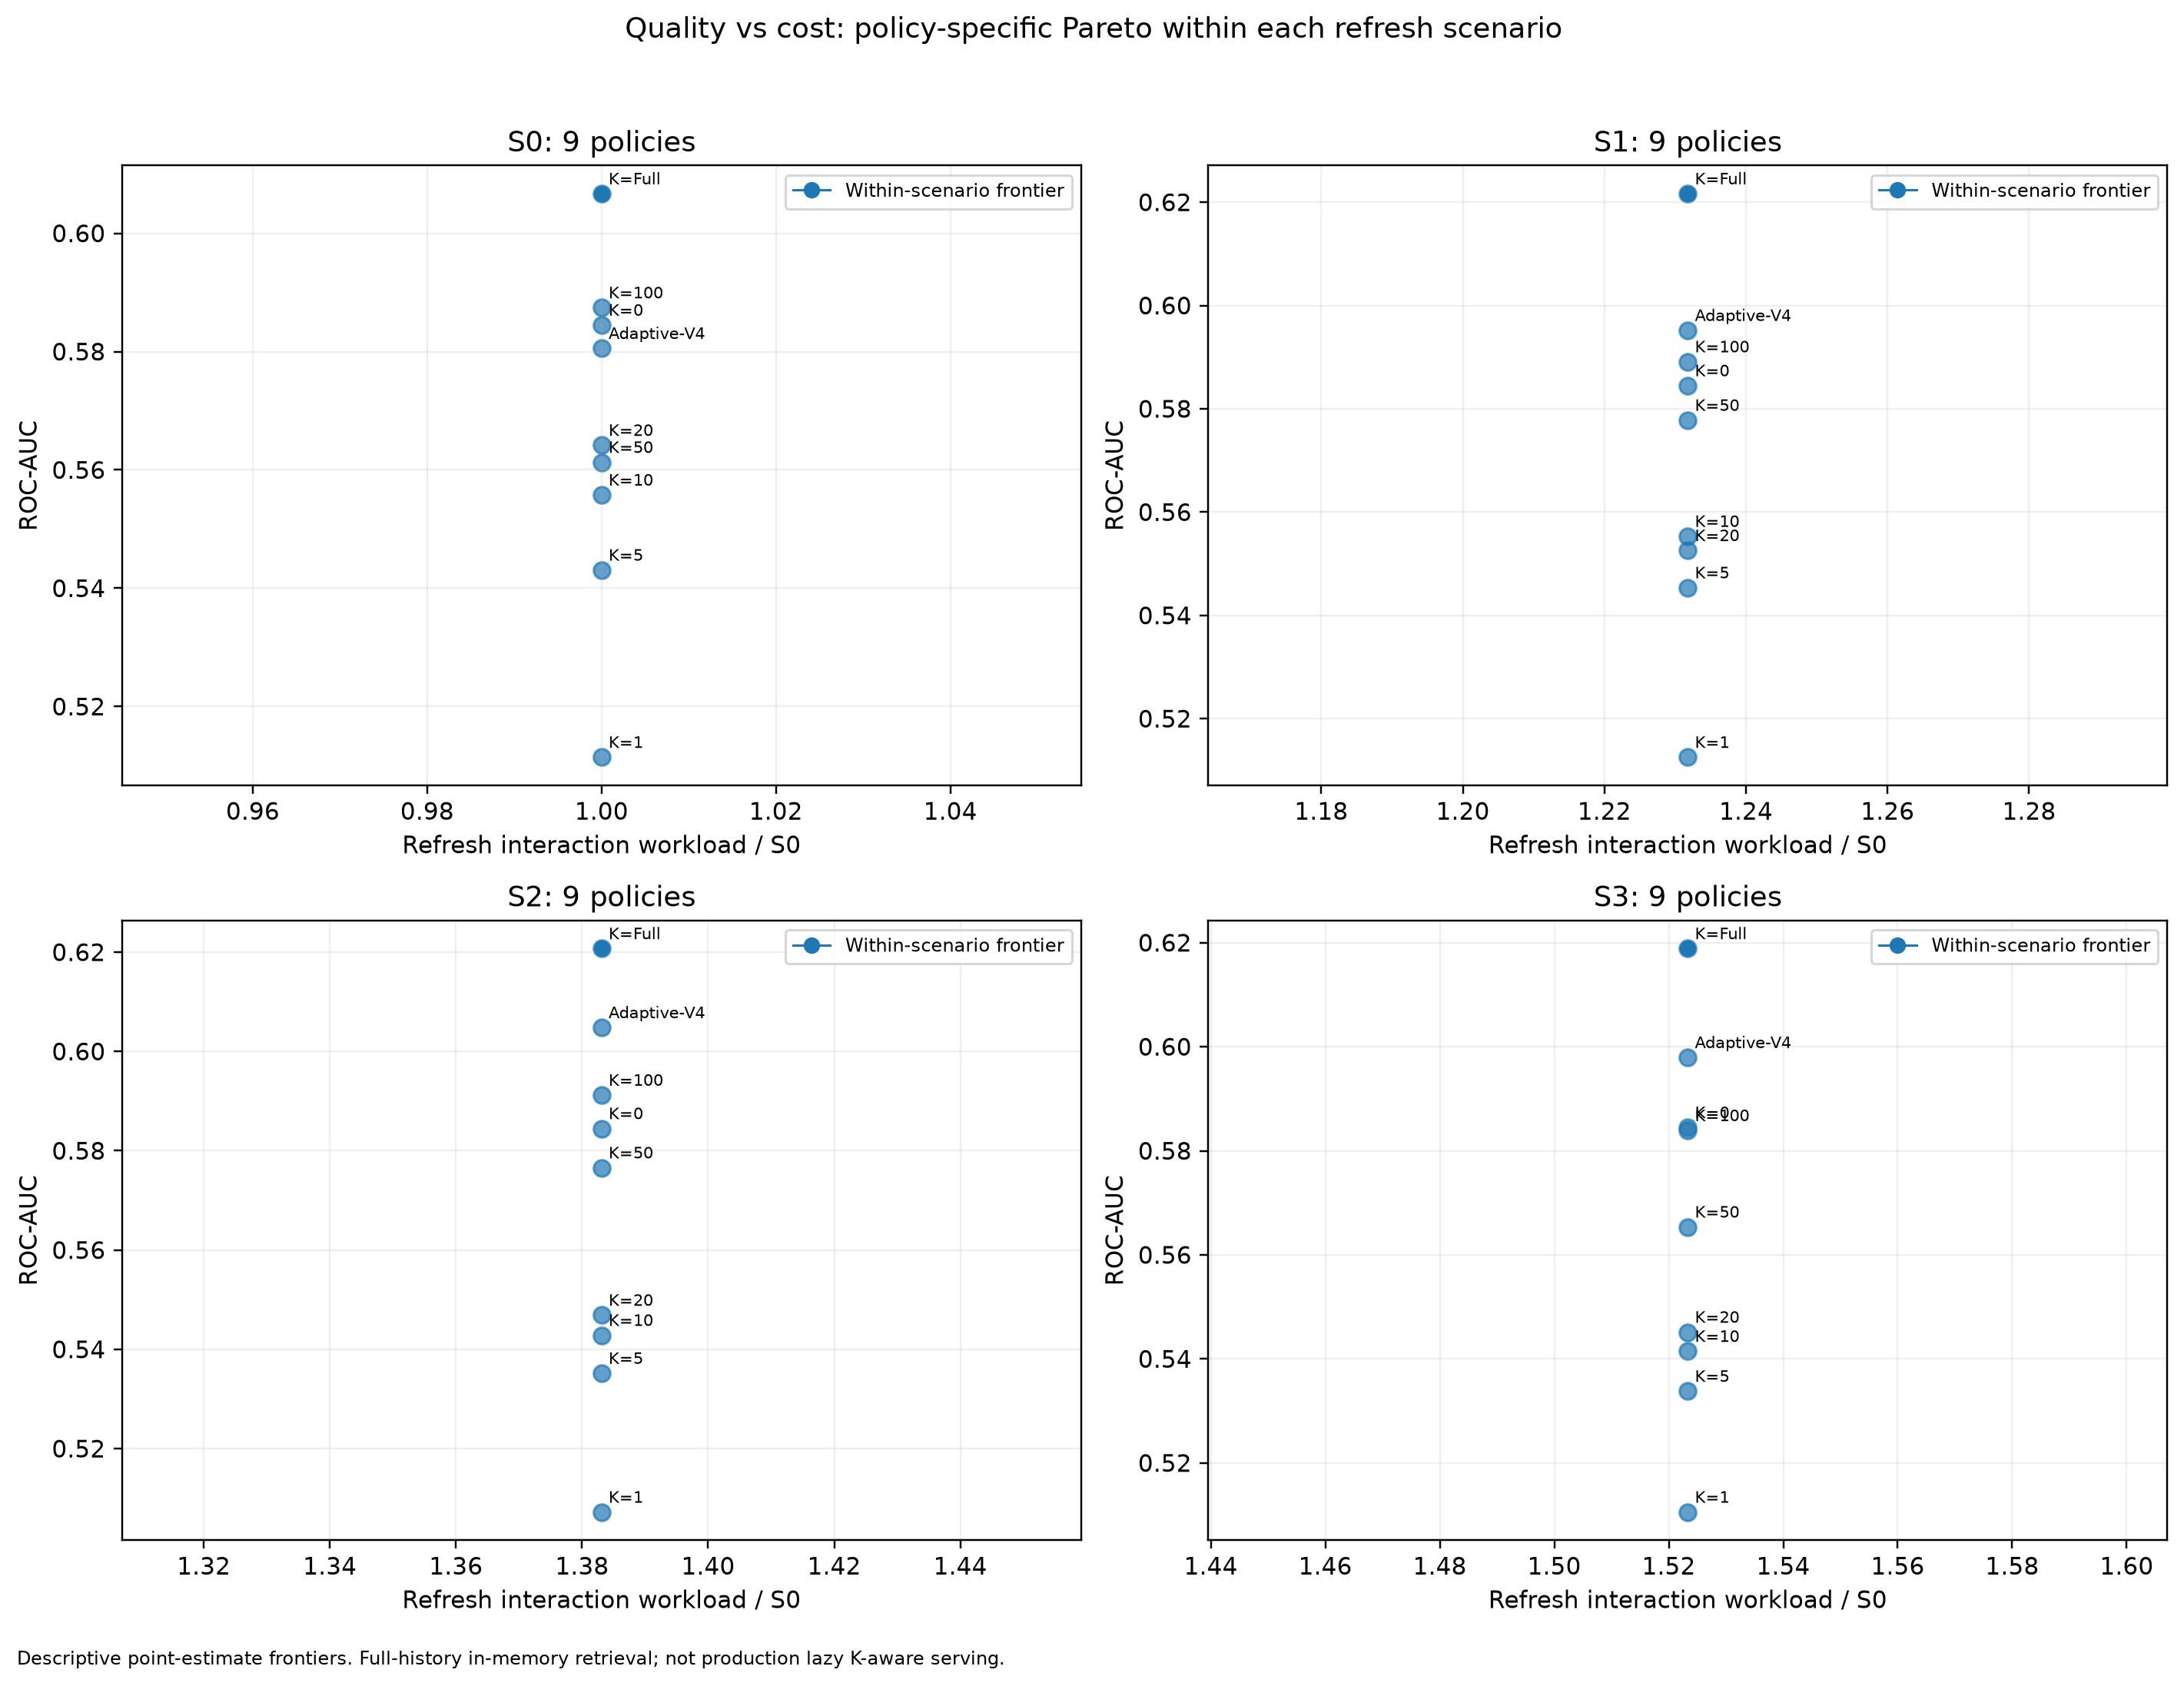 Quality vs cost: policy-specific Pareto within each refresh scenario
S0: 9 policies
Within-scenario frontier
K=Full
K=100
K=0
Adaptive-V4
K=20
K=50
K=10
K=5
K=1
0.60
0.58
0.56
0.54
0.52
ROC-AUC
0.96 0.98 1.00 1.02 1.04
Refresh interaction workload / S0
S1: 9 policies
Within-scenario frontier
K=Full
Adaptive-V4
K=100
K=0
K=50
K=10
K=20
K=5
K=1
0.62
0.60
0.58
0.56
0.54
0.52
ROC-AUC
1.18 1.20 1.22 1.24 1.26 1.28
Refresh interaction workload / S0
S2: 9 policies
Within-scenario frontier
K=Full
Adaptive-V4
K=100
K=0
K=50
K=20
K=10
K=5
K=1
0.62
0.60
0.58
0.56
0.54
0.52
ROC-AUC
1.32 1.34 1.36 1.38 1.40 1.42 1.44
Refresh interaction workload / S0
S3: 9 policies
Within-scenario frontier
K=Full
Adaptive-V4
K=0
K=100
K=50
K=20
K=10
K=5
K=1
0.62
0.60
0.58
0.56
0.54
0.52
ROC-AUC
1.44 1.46 1.48 1.50 1.52 1.54 1.56 1.58 1.60
Refresh interaction workload / S0
Descriptive point-estimate frontiers. Full-history in-memory retrieval; not production lazy K-aware serving.